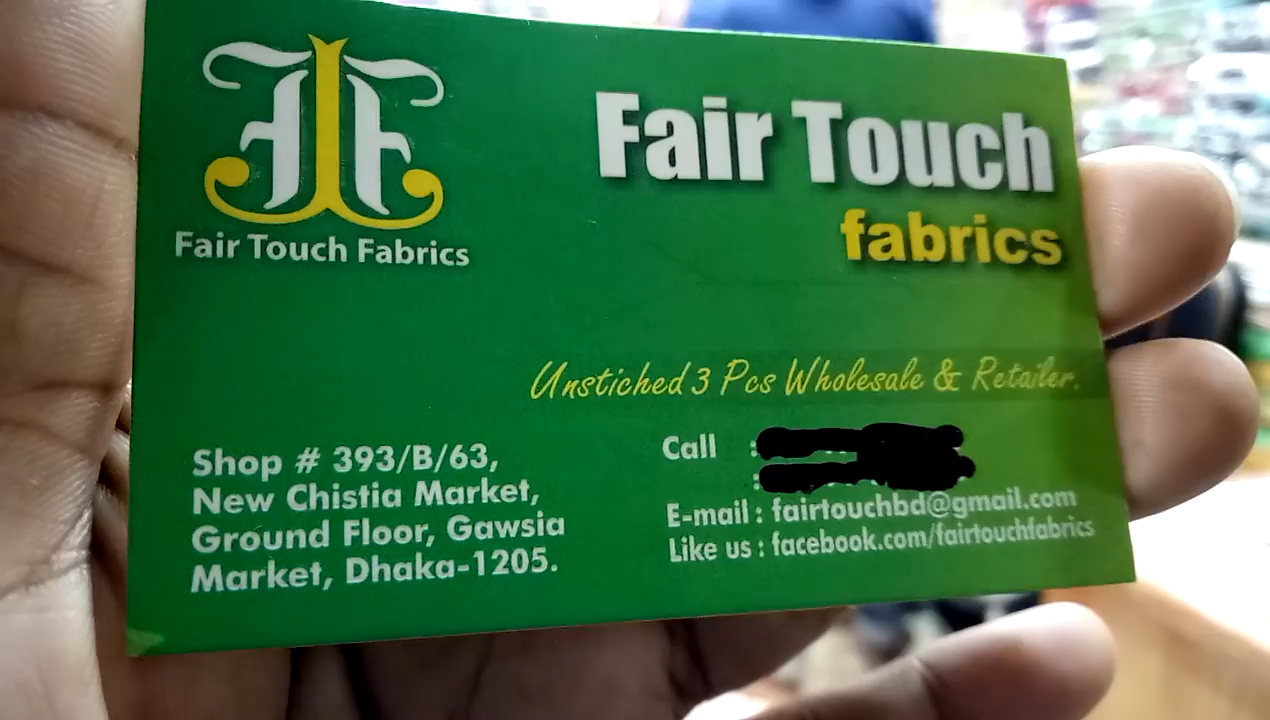 Fair Touch Fabrics
Fair Touch
fabrics
Unstiched 3 Pcs Wholesale & Retailer.
Shop # 393/B/63,
New Chistia Market,
Ground Floor, Gawsia
Market, Dhaka-1205.
Call :
:
E-mail : fairtouchbd@gmail.com
Like us : facebook.com/fairtouchfabrics